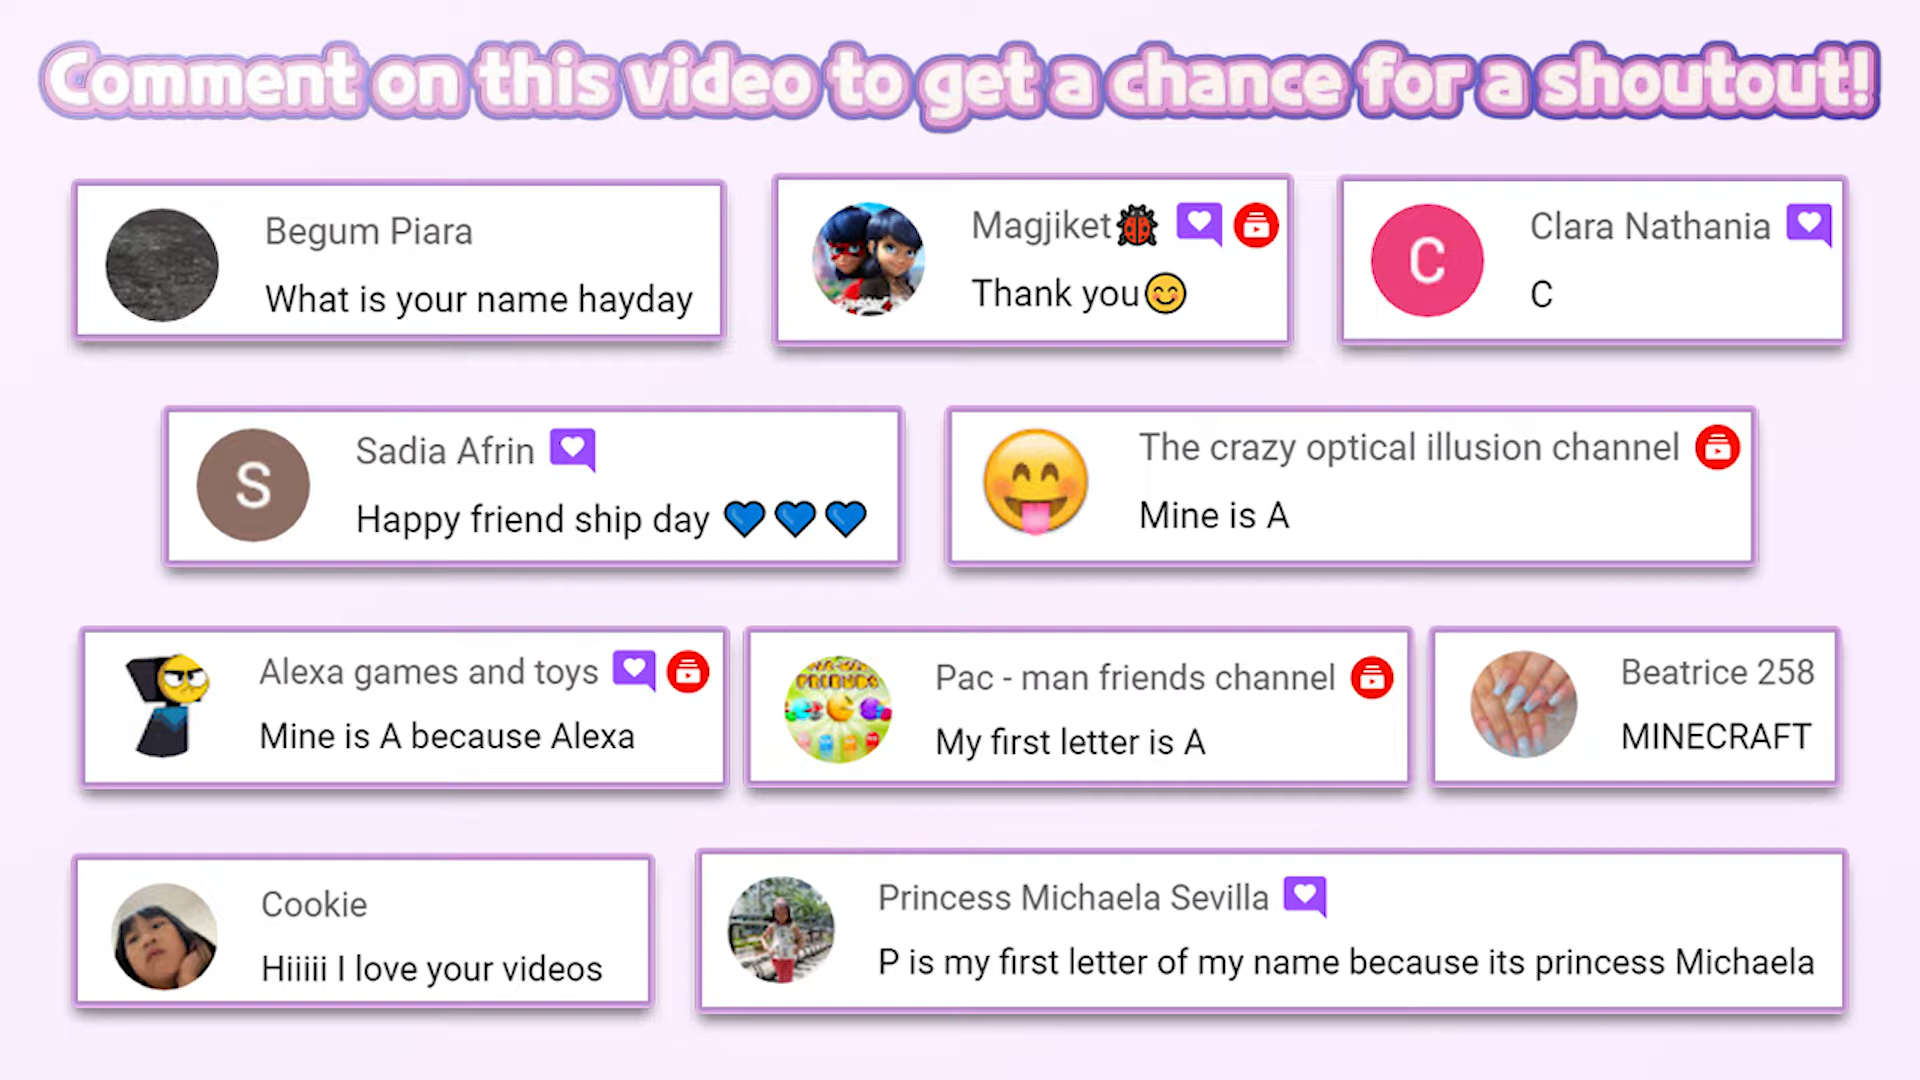 Comment on this video to get a chance for a shoutout!
Begum Piara
What is your name hayday
Magjiket🐞
Thank you😊
C
Clara Nathania
C
S
Sadia Afrin
Happy friend ship day 💙💙💙
The crazy optical illusion channel
Mine is A
Alexa games and toys
Mine is A because Alexa
Pac - man friends channel
My first letter is A
Beatrice 258
MINECRAFT
Cookie
Hiiiii I love your videos
Princess Michaela Sevilla
P is my first letter of my name because its princess Michaela